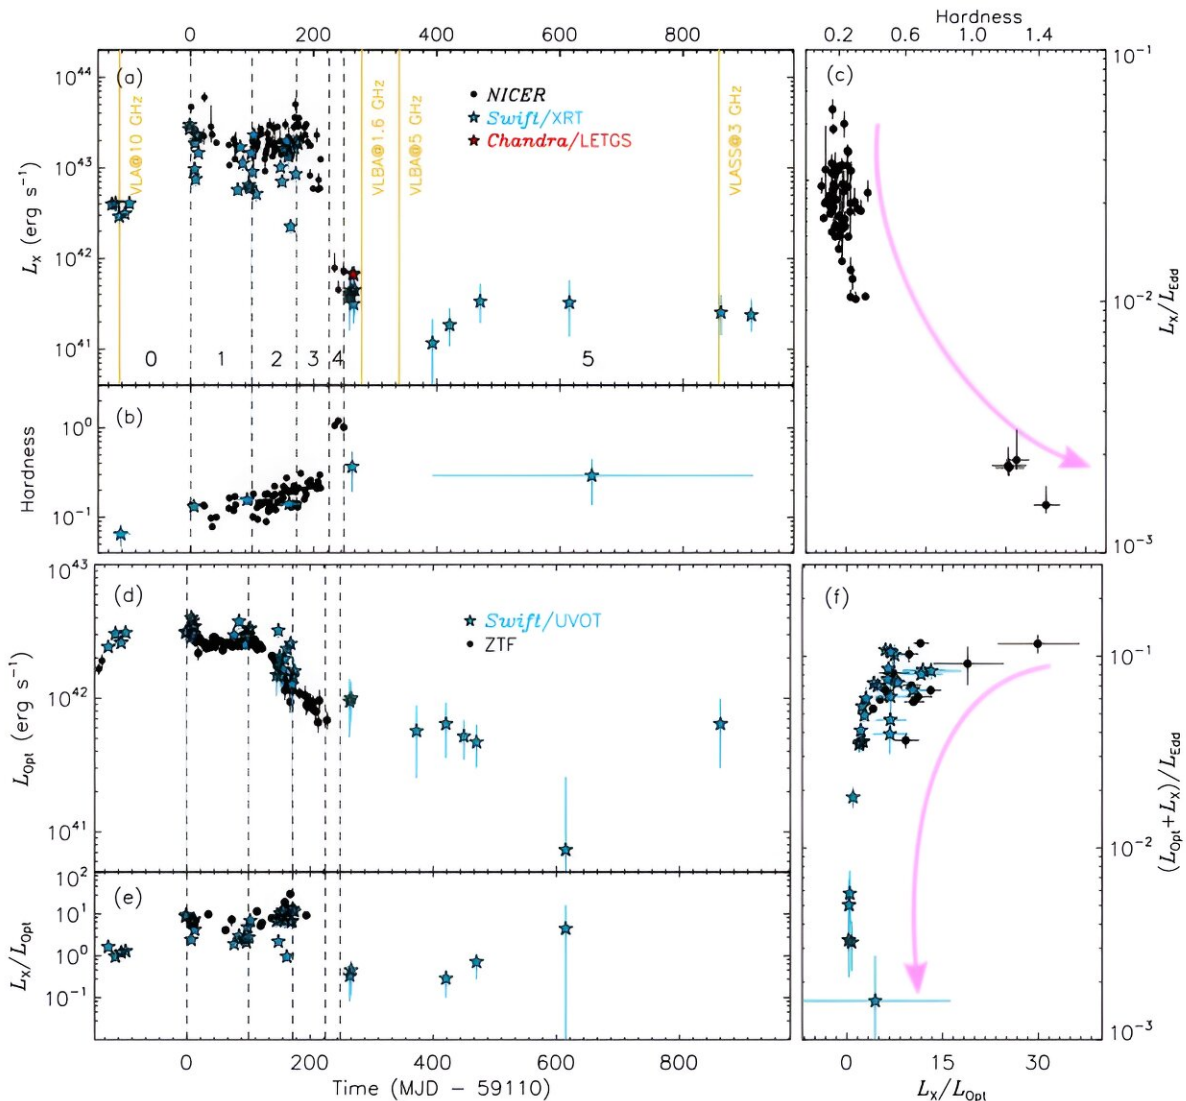 0 200 400 600 800
Hardness
0.2 0.6 1.0 1.4
(a)
10^44
10^43
10^42
10^41
L_X (erg s^−1)
VLA@10 GHz
VLBA@1.6 GHz
VLBA@5 GHz
VLASS@3 GHz
NICER
Swift/XRT
Chandra/LETGS
0 1 2 3 4 5
(b)
10^0
10^−1
Hardness
(c)
10^−1
10^−2
10^−3
L_X/L_Edd
(d)
10^43
10^42
10^41
L_Opt (erg s^−1)
Swift/UVOT
ZTF
(e)
10^2
10^1
10^0
10^−1
L_X/L_Opt
0 200 400 600 800
Time (MJD − 59110)
(f)
10^−1
10^−2
10^−3
(L_Opt+L_X)/L_Edd
0 15 30
L_X/L_Opt